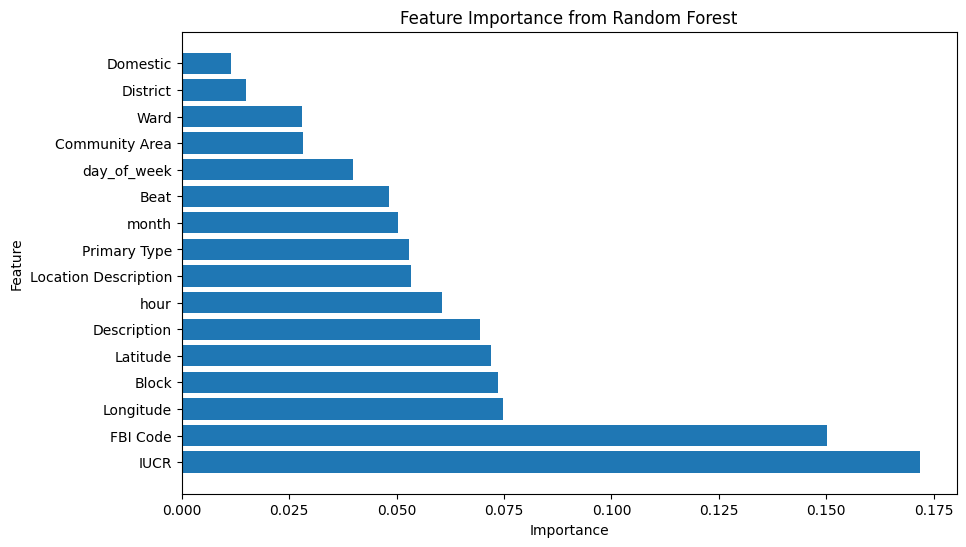 Feature Importance from Random Forest
Feature
Domestic
District
Ward
Community Area
day_of_week
Beat
month
Primary Type
Location Description
hour
Description
Latitude
Block
Longitude
FBI Code
IUCR
0.000 0.025 0.050 0.075 0.100 0.125 0.150 0.175
Importance